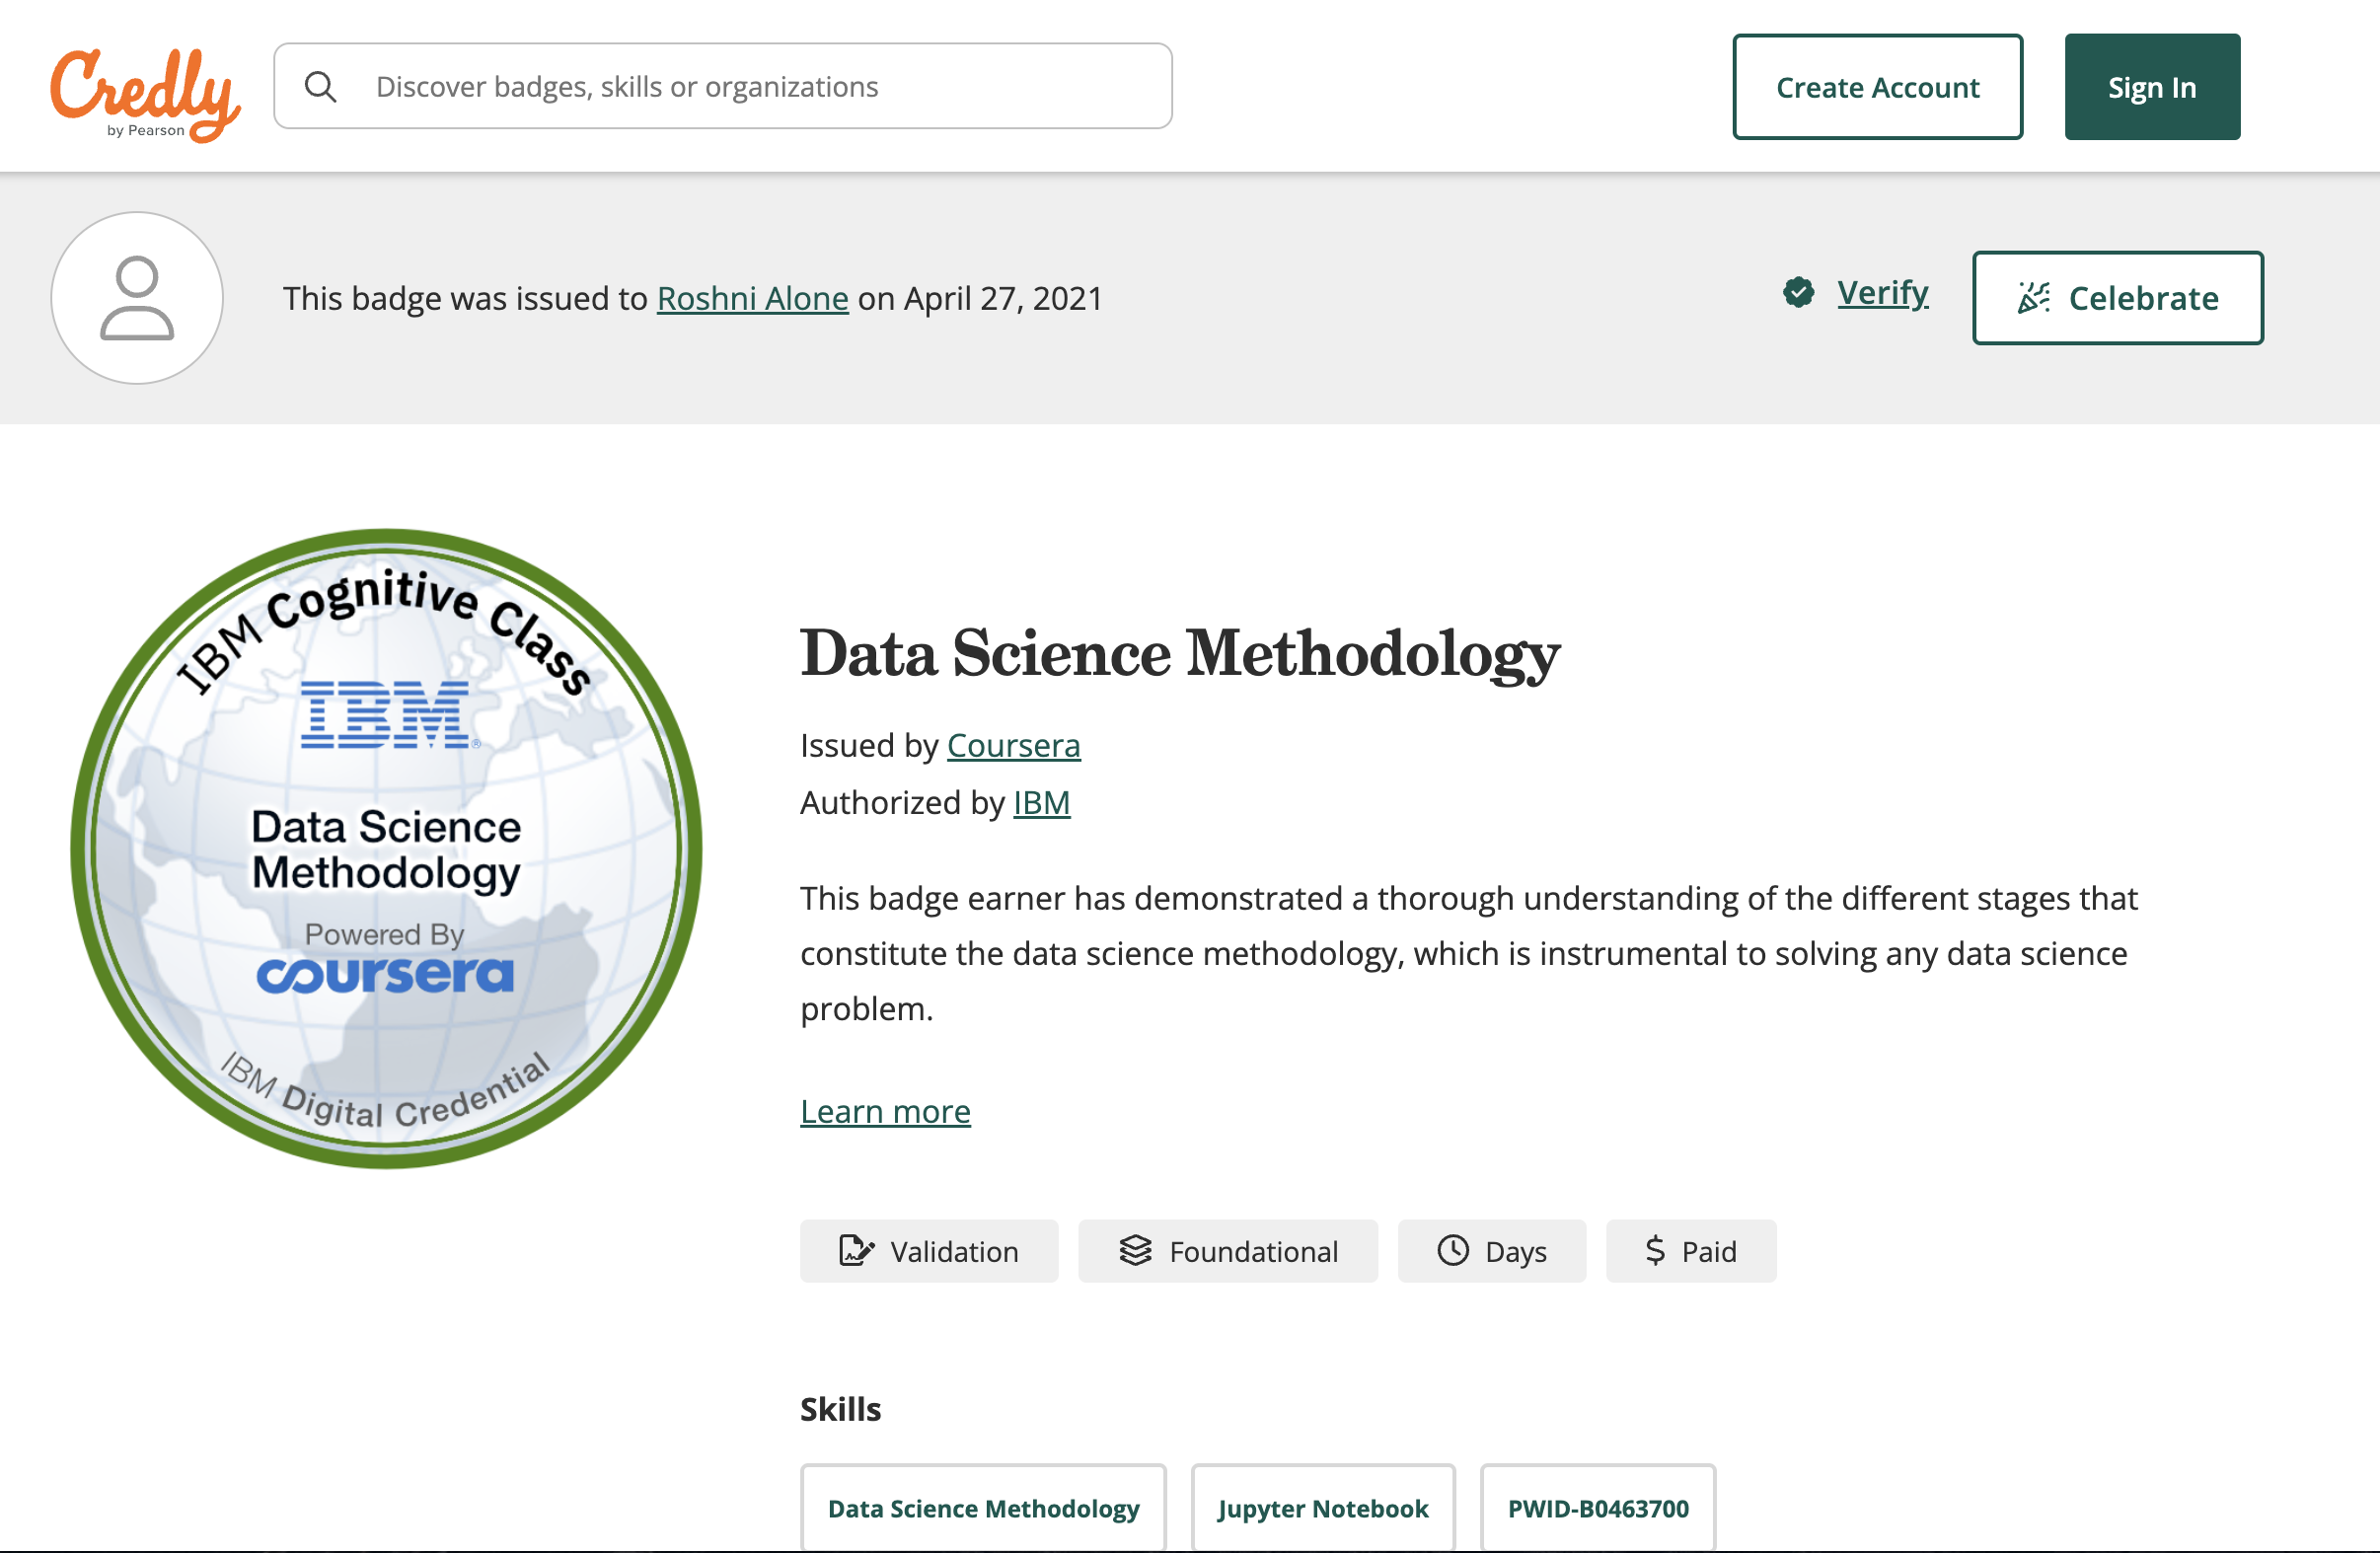 Credly
by Pearson
Discover badges, skills or organizations
Create Account
Sign In
This badge was issued to Roshni Alone on April 27, 2021
Verify
Celebrate
IBM Cognitive Class
IBM®
Data Science
Methodology
Powered By
coursera
IBM Digital Credential
Data Science Methodology
Issued by Coursera
Authorized by IBM
This badge earner has demonstrated a thorough understanding of the different stages that
constitute the data science methodology, which is instrumental to solving any data science
problem.
Learn more
Validation
Foundational
Days
$ Paid
Skills
Data Science Methodology
Jupyter Notebook
PWID-B0463700